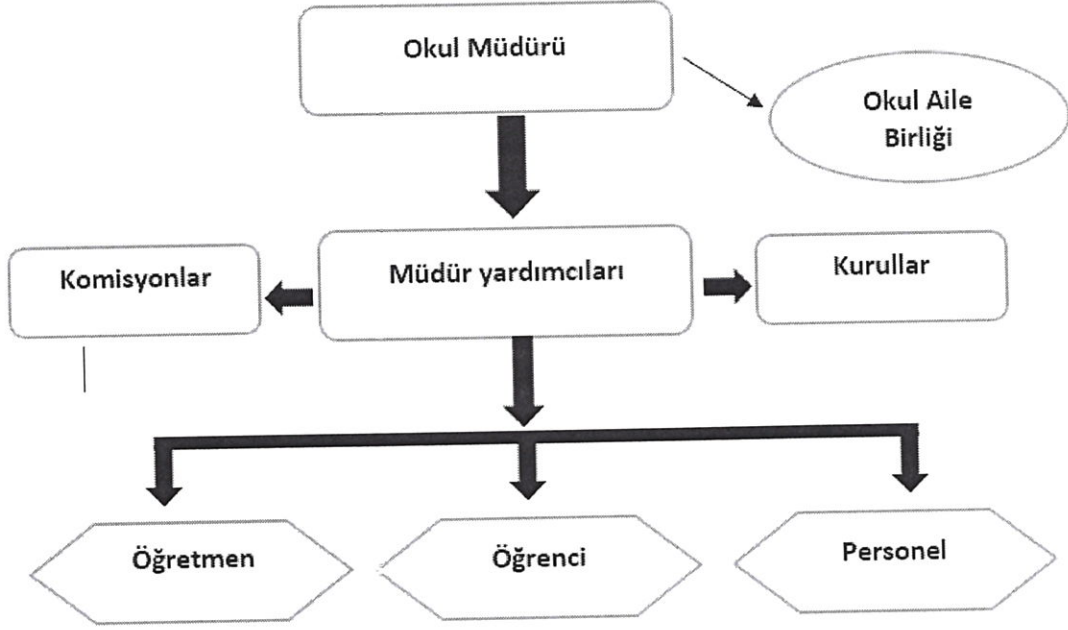 Okul Müdürü
Okul Aile
Birliği
Komisyonlar
Müdür yardımcıları
Kurullar
Öğretmen
Öğrenci
Personel